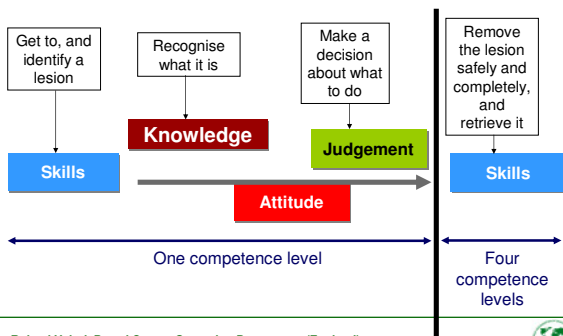 Get to, and
identify a
lesion
Recognise
what it is
Make a
decision
about what
to do
Remove
the lesion
safely and
completely,
and
retrieve it
Knowledge
Judgement
Skills
Skills
Attitude
One competence level
Four
competence
levels